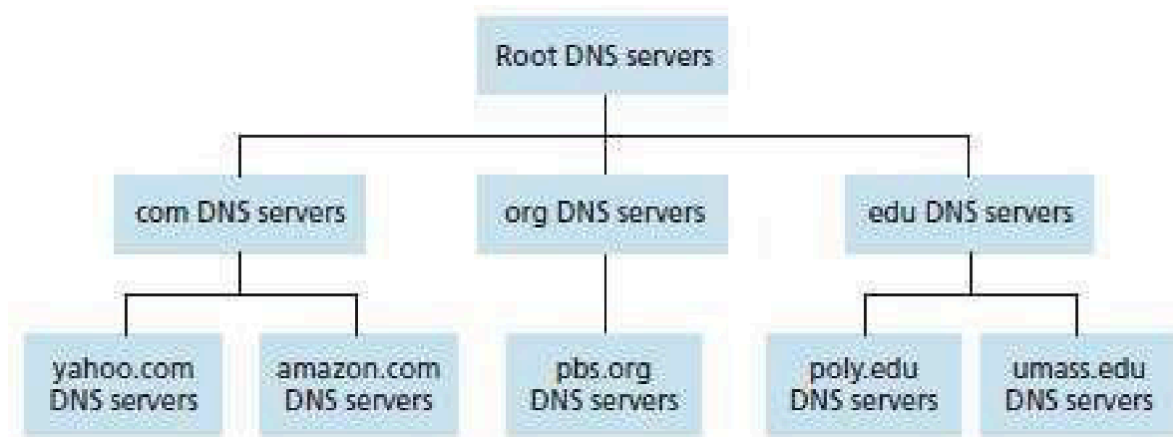 Root DNS servers
com DNS servers
org DNS servers
edu DNS servers
yahoo.com
DNS servers
amazon.com
DNS servers
pbs.org
DNS servers
poly.edu
DNS servers
umass.edu
DNS servers